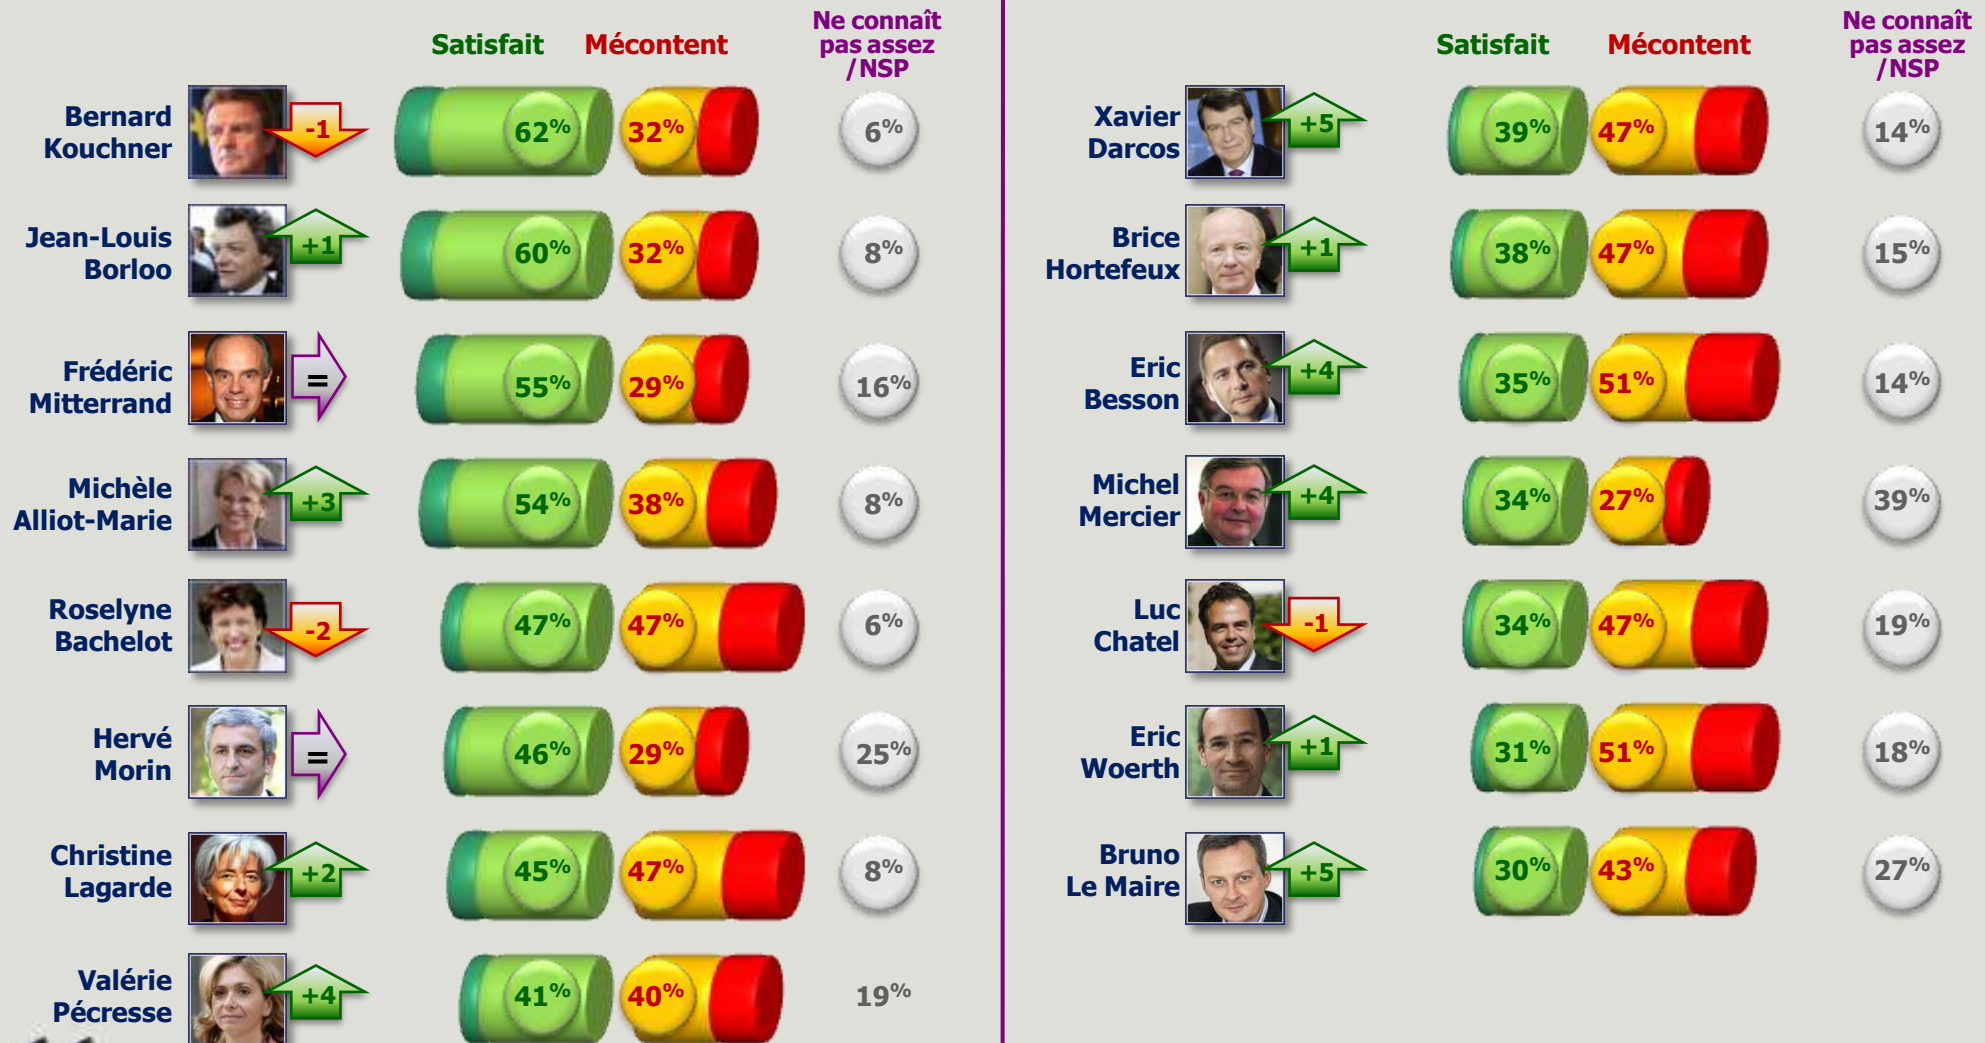 Satisfait Mécontent Ne connaît
pas assez
/NSP
Bernard
Kouchner
-1 62% 32% 6%
Jean-Louis
Borloo
+1 60% 32% 8%
Frédéric
Mitterrand
= 55% 29% 16%
Michèle
Alliot-Marie
+3 54% 38% 8%
Roselyne
Bachelot
-2 47% 47% 6%
Hervé
Morin
= 46% 29% 25%
Christine
Lagarde
+2 45% 47% 8%
Valérie
Pécresse
+4 41% 40% 19%
Satisfait Mécontent Ne connaît
pas assez
/NSP
Xavier
Darcos
+5 39% 47% 14%
Brice
Hortefeux
+1 38% 47% 15%
Eric
Besson
+4 35% 51% 14%
Michel
Mercier
+4 34% 27% 39%
Luc
Chatel
-1 34% 47% 19%
Eric
Woerth
+1 31% 51% 18%
Bruno
Le Maire
+5 30% 43% 27%